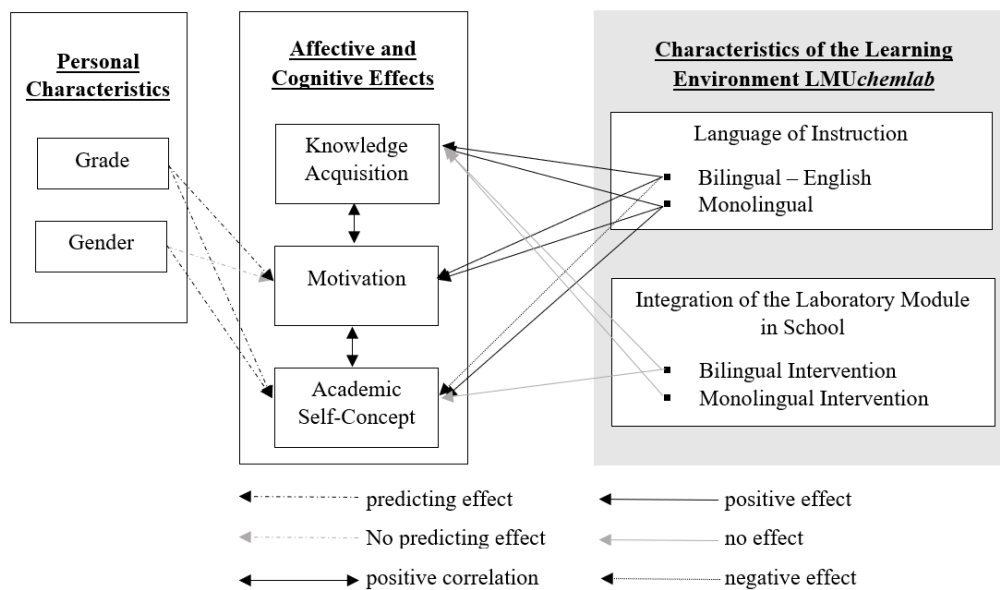 Personal
Characteristics
Grade
Gender
Affective and
Cognitive Effects
Knowledge
Acquisition
Motivation
Academic
Self-Concept
Characteristics of the Learning
Environment LMUchemlab
Language of Instruction
Bilingual – English
Monolingual
Integration of the Laboratory Module
in School
Bilingual Intervention
Monolingual Intervention
predicting effect
No predicting effect
positive correlation
positive effect
no effect
negative effect